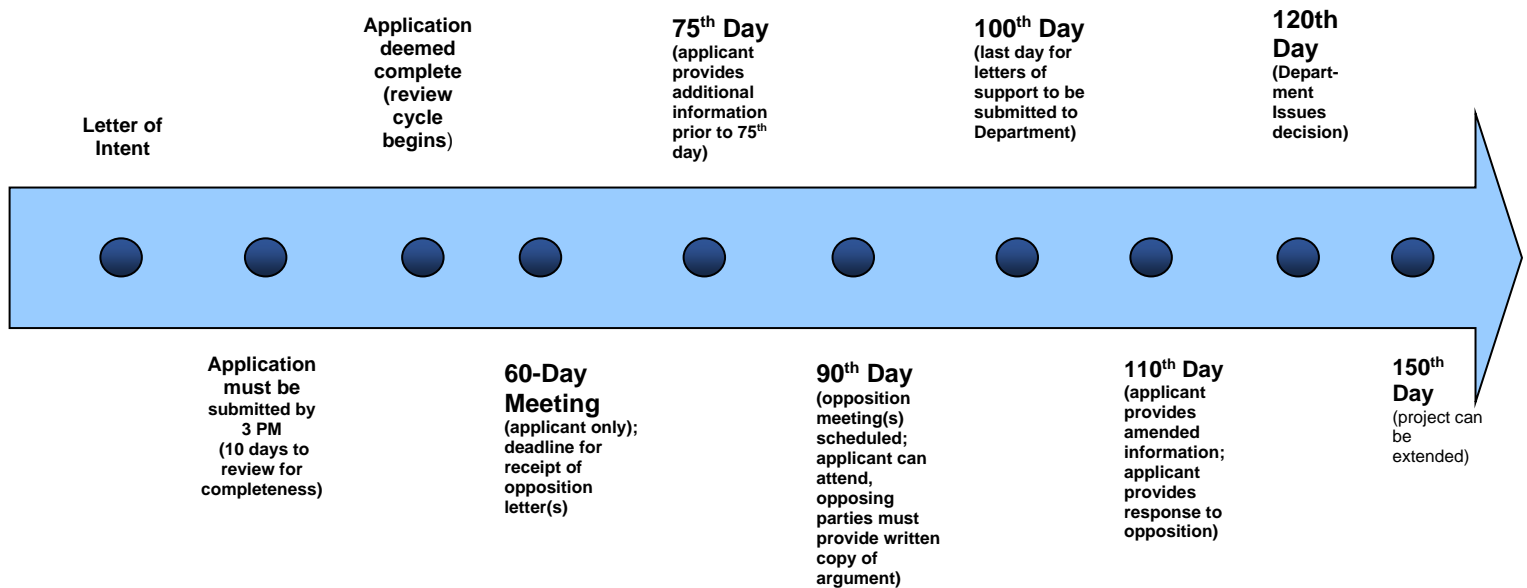 Letter of
Intent
Application
must be
submitted by
3 PM
(10 days to
review for
completeness)
Application
deemed
complete
(review
cycle
begins)
60-Day
Meeting
(applicant only);
deadline for
receipt of
opposition
letter(s)
75th Day
(applicant
provides
additional
information
prior to 75th
day)
90th Day
(opposition
meeting(s)
scheduled;
applicant can
attend,
opposing
parties must
provide written
copy of
argument)
100th Day
(last day for
letters of
support to be
submitted to
Department)
110th Day
(applicant
provides
amended
information;
applicant
provides
response to
opposition)
120th
Day
(Depart-
ment
Issues
decision)
150th
Day
(project can
be
extended)